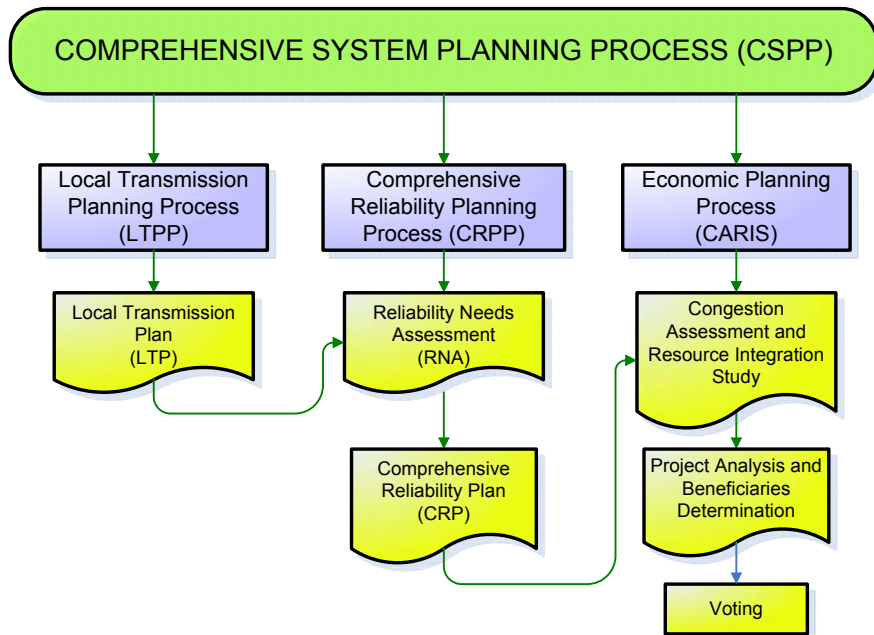 COMPREHENSIVE SYSTEM PLANNING PROCESS (CSPP)
Local Transmission
Planning Process
(LTPP)
Comprehensive
Reliability Planning
Process (CRPP)
Economic Planning
Process
(CARIS)
Local Transmission
Plan
(LTP)
Reliability Needs
Assessment
(RNA)
Congestion
Assessment and
Resource Integration
Study
Comprehensive
Reliability Plan
(CRP)
Project Analysis and
Beneficiaries
Determination
Voting